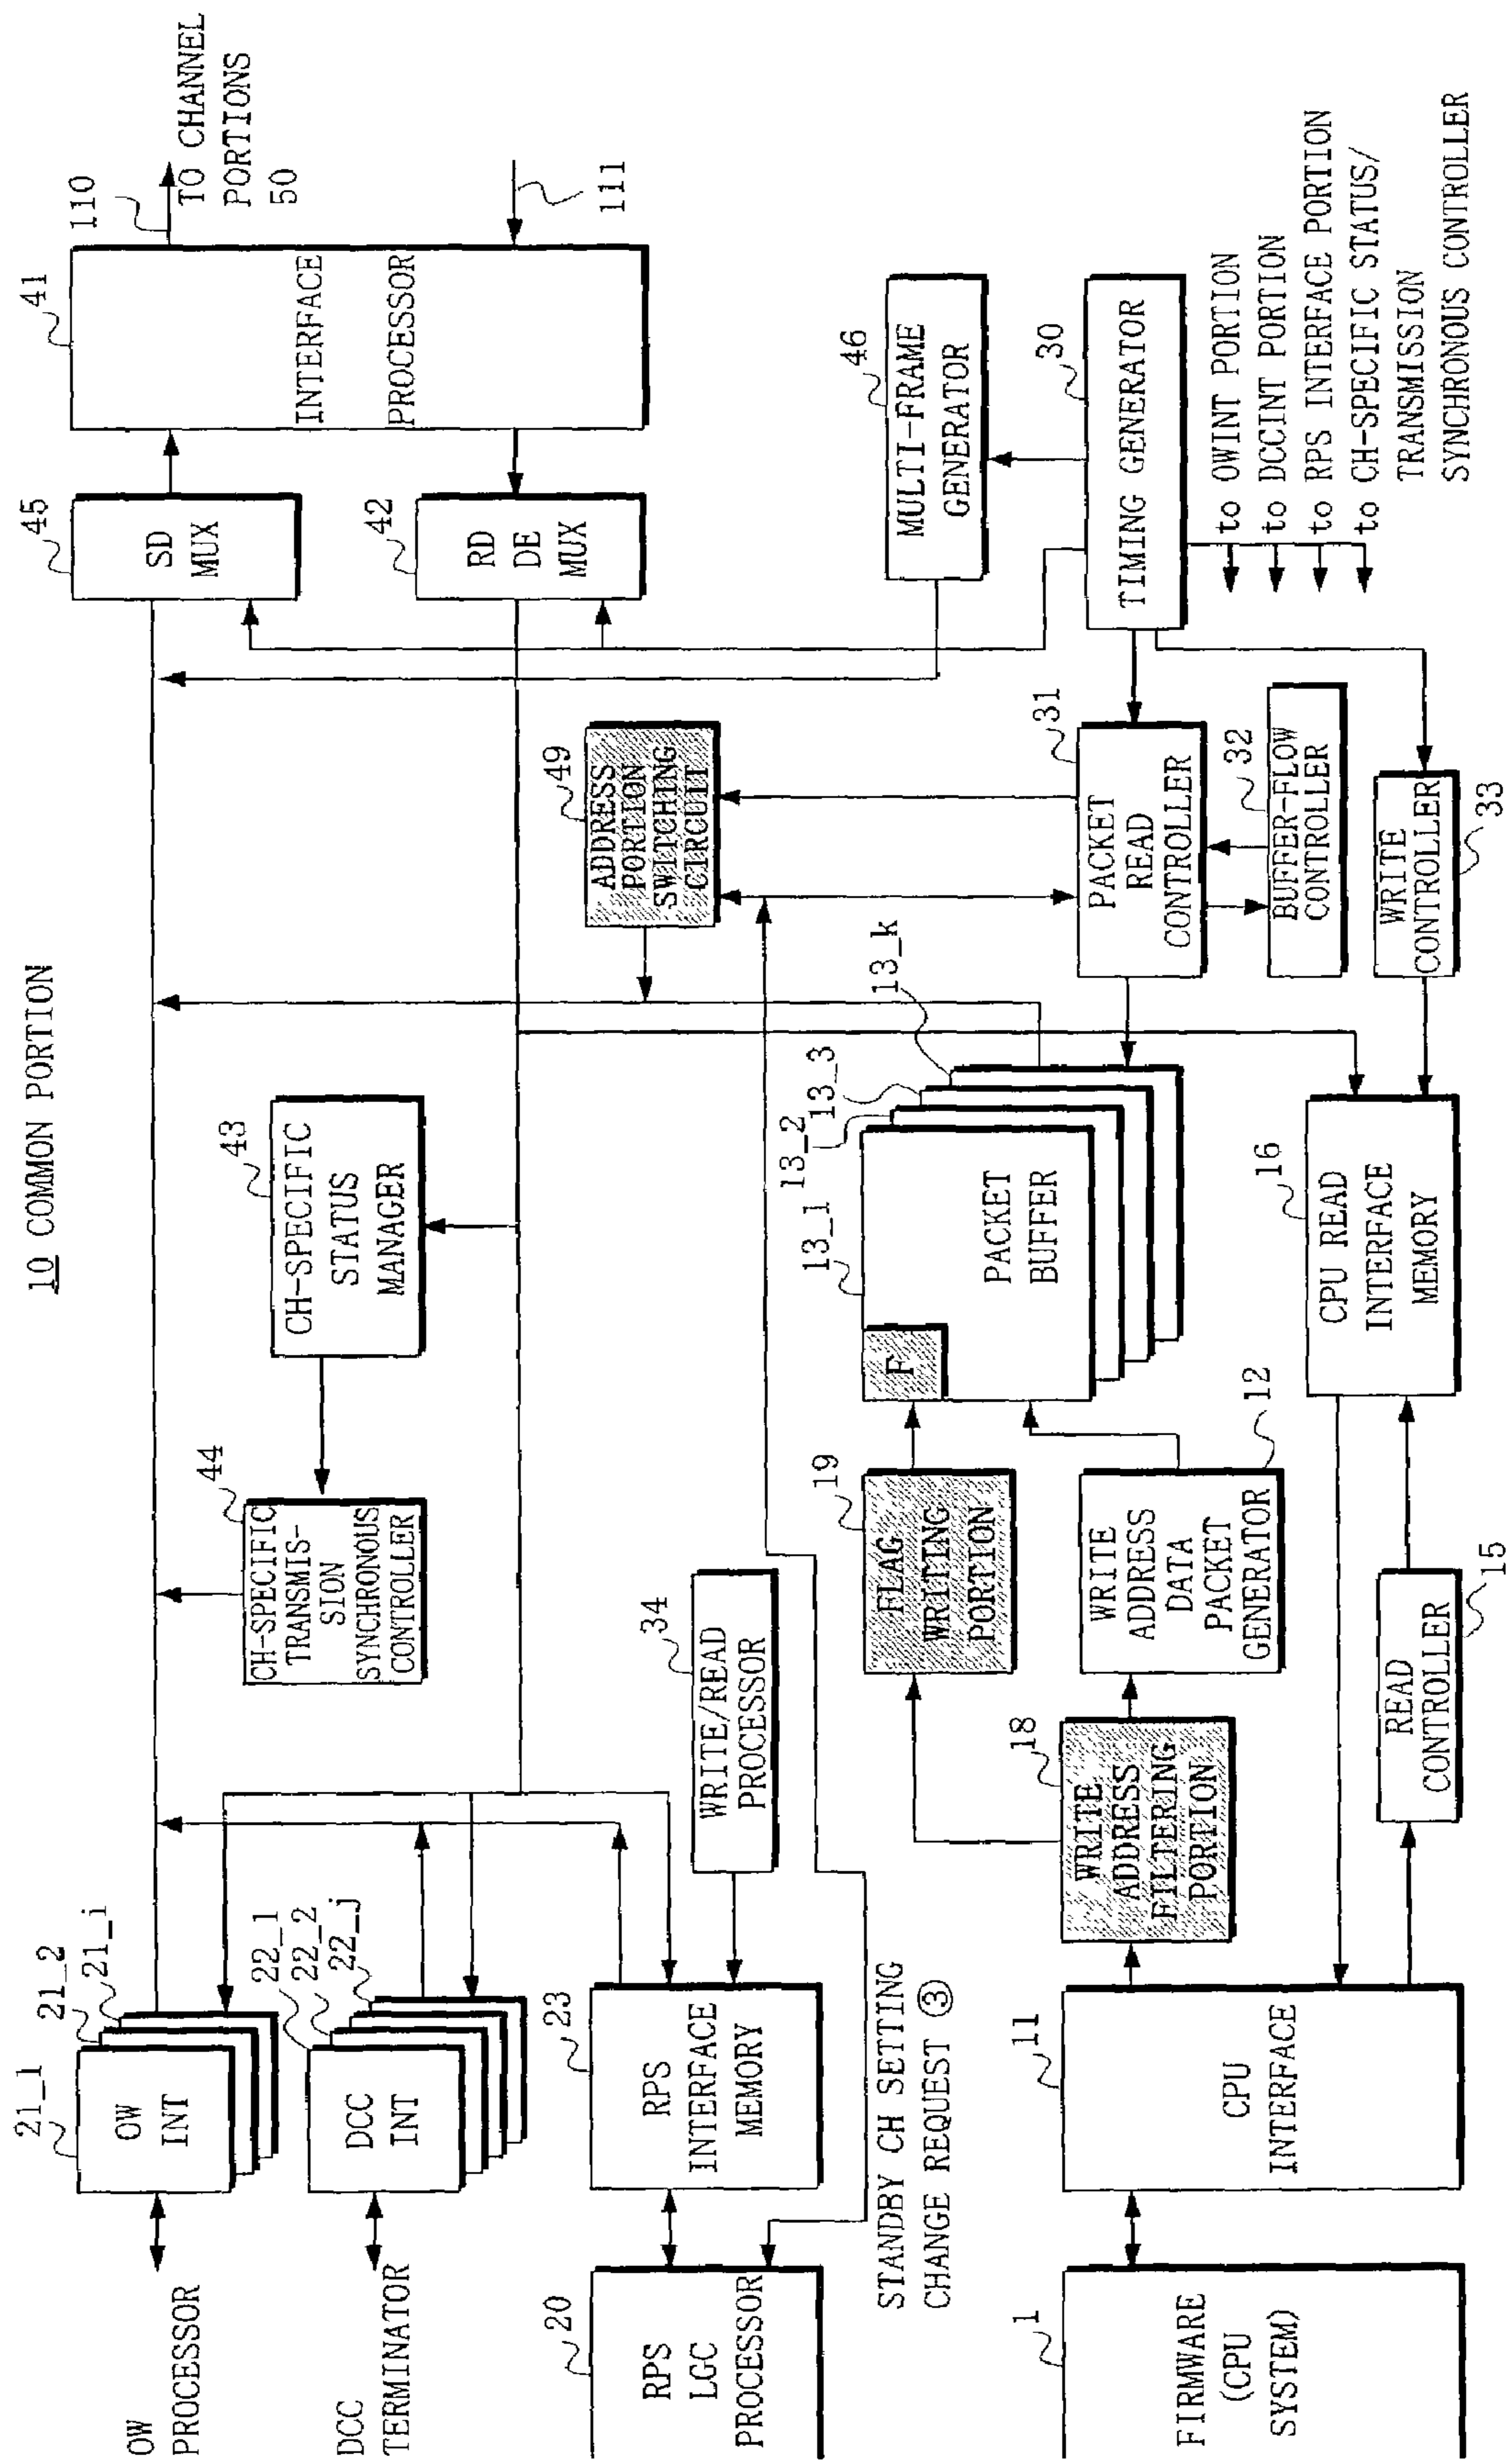 10 COMMON PORTION
OW
PROCESSOR
21_1
21_2
21_i
OW
INT
DCC
TERMINATOR
22_1
22_2
22_j
DCC
INT
20
RPS
LGC
PROCESSOR
23
RPS
INTERFACE
MEMORY
34
WRITE/READ
PROCESSOR
STANDBY CH SETTING
CHANGE REQUEST ③
44
CH-SPECIFIC
TRANSMIS-
SION
SYNCHRONOUS
CONTROLLER
43
CH-SPECIFIC
STATUS
MANAGER
45
SD
MUX
42
RD
DE
MUX
41
INTERFACE
PROCESSOR
110
TO CHANNEL
PORTIONS
50
111
49
ADDRESS
PORTION
SWITCHING
CIRCUIT
46
MULTI-FRAME
GENERATOR
30
TIMING GENERATOR
to OWINT PORTION
to DCCINT PORTION
to RPS INTERFACE PORTION
to CH-SPECIFIC STATUS/
TRANSMISSION
SYNCHRONOUS CONTROLLER
31
PACKET
READ
CONTROLLER
32
BUFFER-FLOW
CONTROLLER
33
WRITE
CONTROLLER
13_1
13_2
13_3
13_k
F
PACKET
BUFFER
19
FLAG
WRITING
PORTION
12
WRITE
ADDRESS
DATA
PACKET
GENERATOR
18
WRITE
ADDRESS
FILTERING
PORTION
16
CPU READ
INTERFACE
MEMORY
15
READ
CONTROLLER
11
CPU
INTERFACE
1
FIRMWARE
(CPU
SYSTEM)